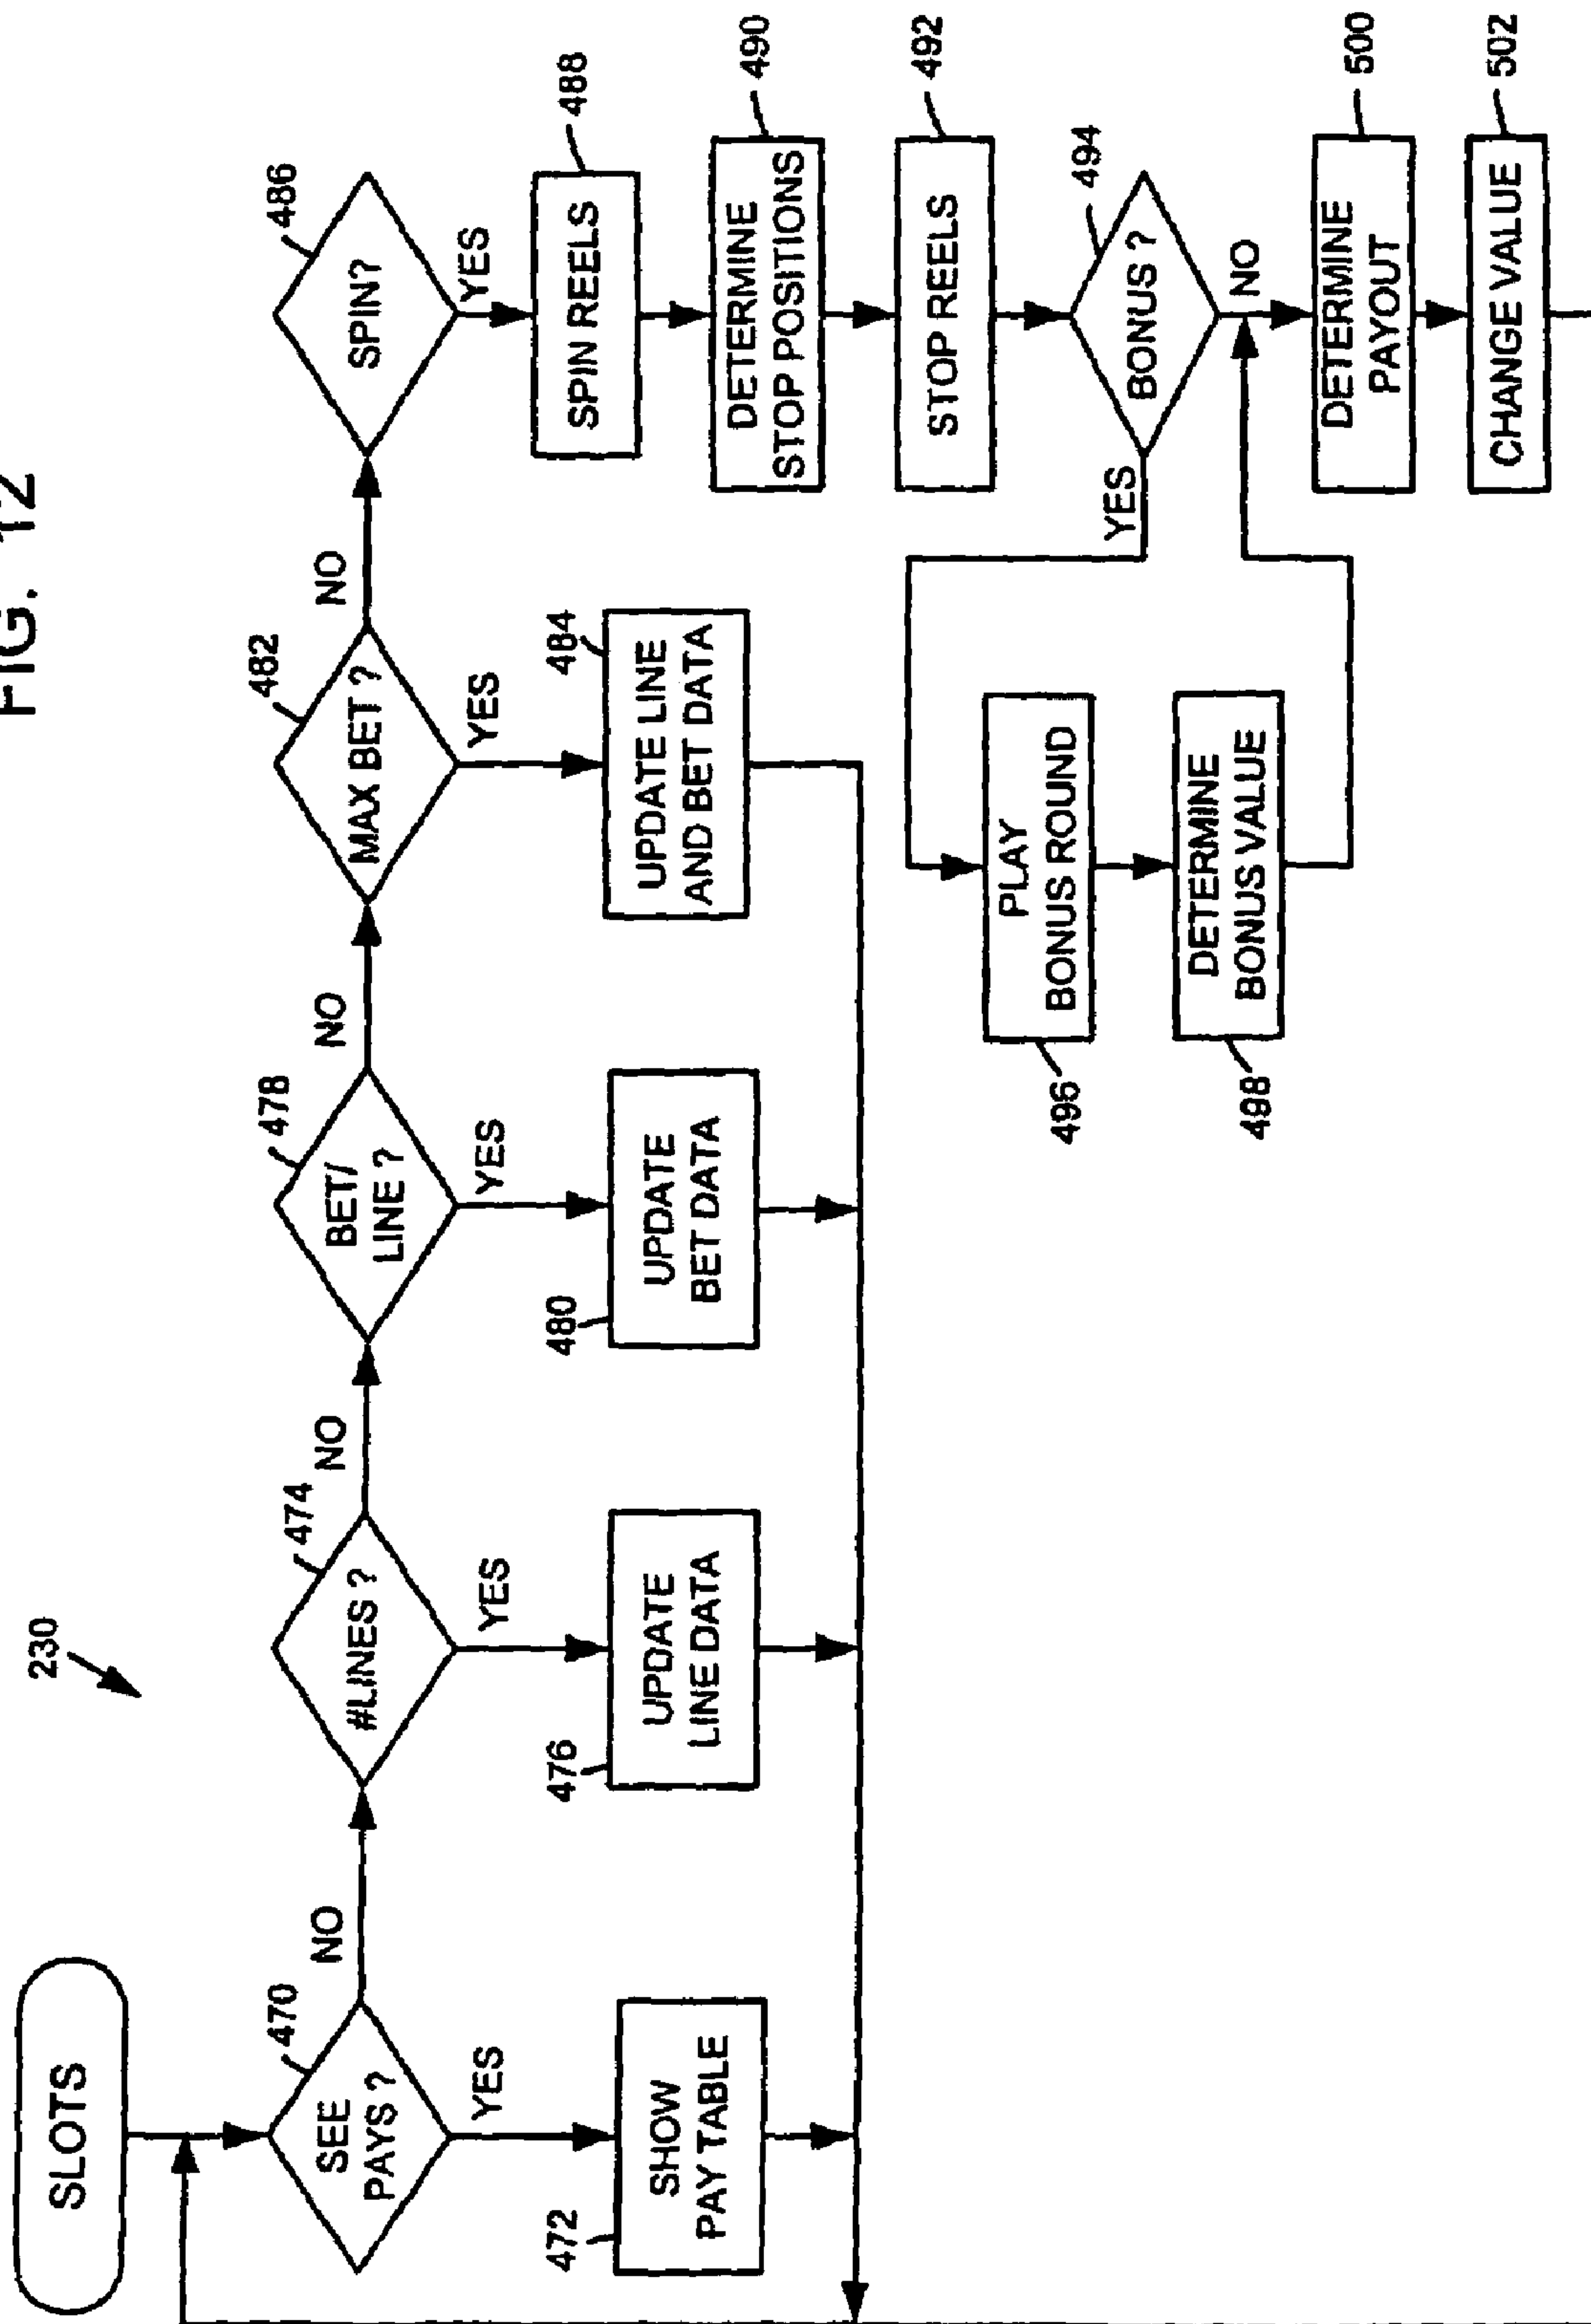 FIG. 12
230
SLOTS
470
SEE
PAYS ?
NO
YES
472
SHOW
PAY TABLE
474
#LINES ?
NO
YES
476
UPDATE
LINE DATA
478
BET/
LINE ?
NO
YES
480
UPDATE
BET DATA
482
MAX BET ?
NO
YES
484
UPDATE LINE
AND BET DATA
486
SPIN?
YES
488
SPIN REELS
490
DETERMINE
STOP POSITIONS
492
STOP REELS
494
BONUS ?
YES
NO
496
PLAY
BONUS ROUND
498
DETERMINE
BONUS VALUE
500
DETERMINE
PAYOUT
502
CHANGE VALUE